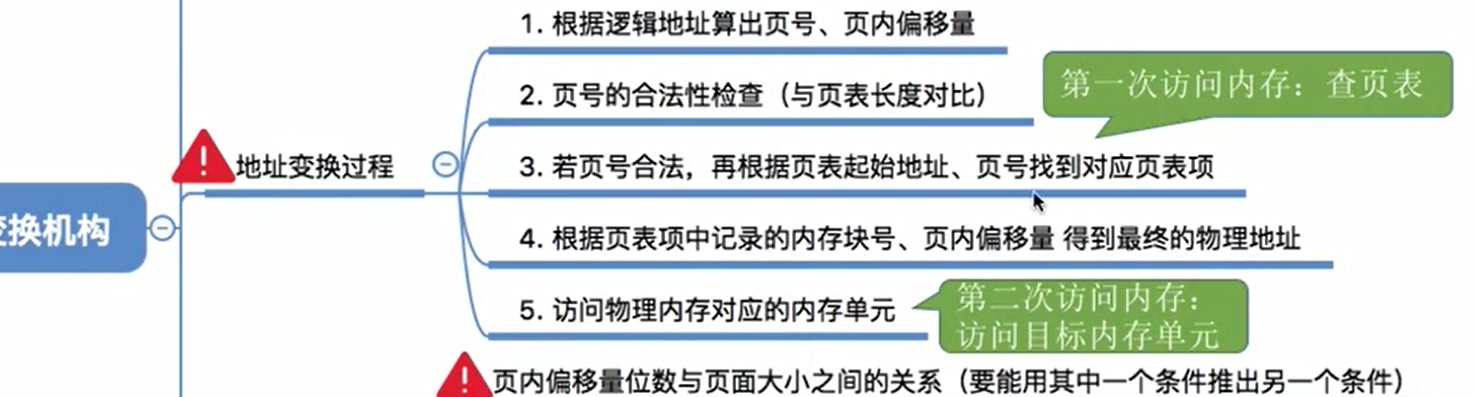 1. 根据逻辑地址算出页号、页内偏移量
第一次访问内存：查页表
2. 页号的合法性检查（与页表长度对比）
地址变换过程
3. 若页号合法，再根据页表起始地址、页号找到对应页表项
换机构
4. 根据页表项中记录的内存块号、页内偏移量 得到最终的物理地址
5. 访问物理内存对应的内存单元
第二次访问内存：
访问目标内存单元
页内偏移量位数与页面大小之间的关系（要能用其中一个条件推出另一个条件）